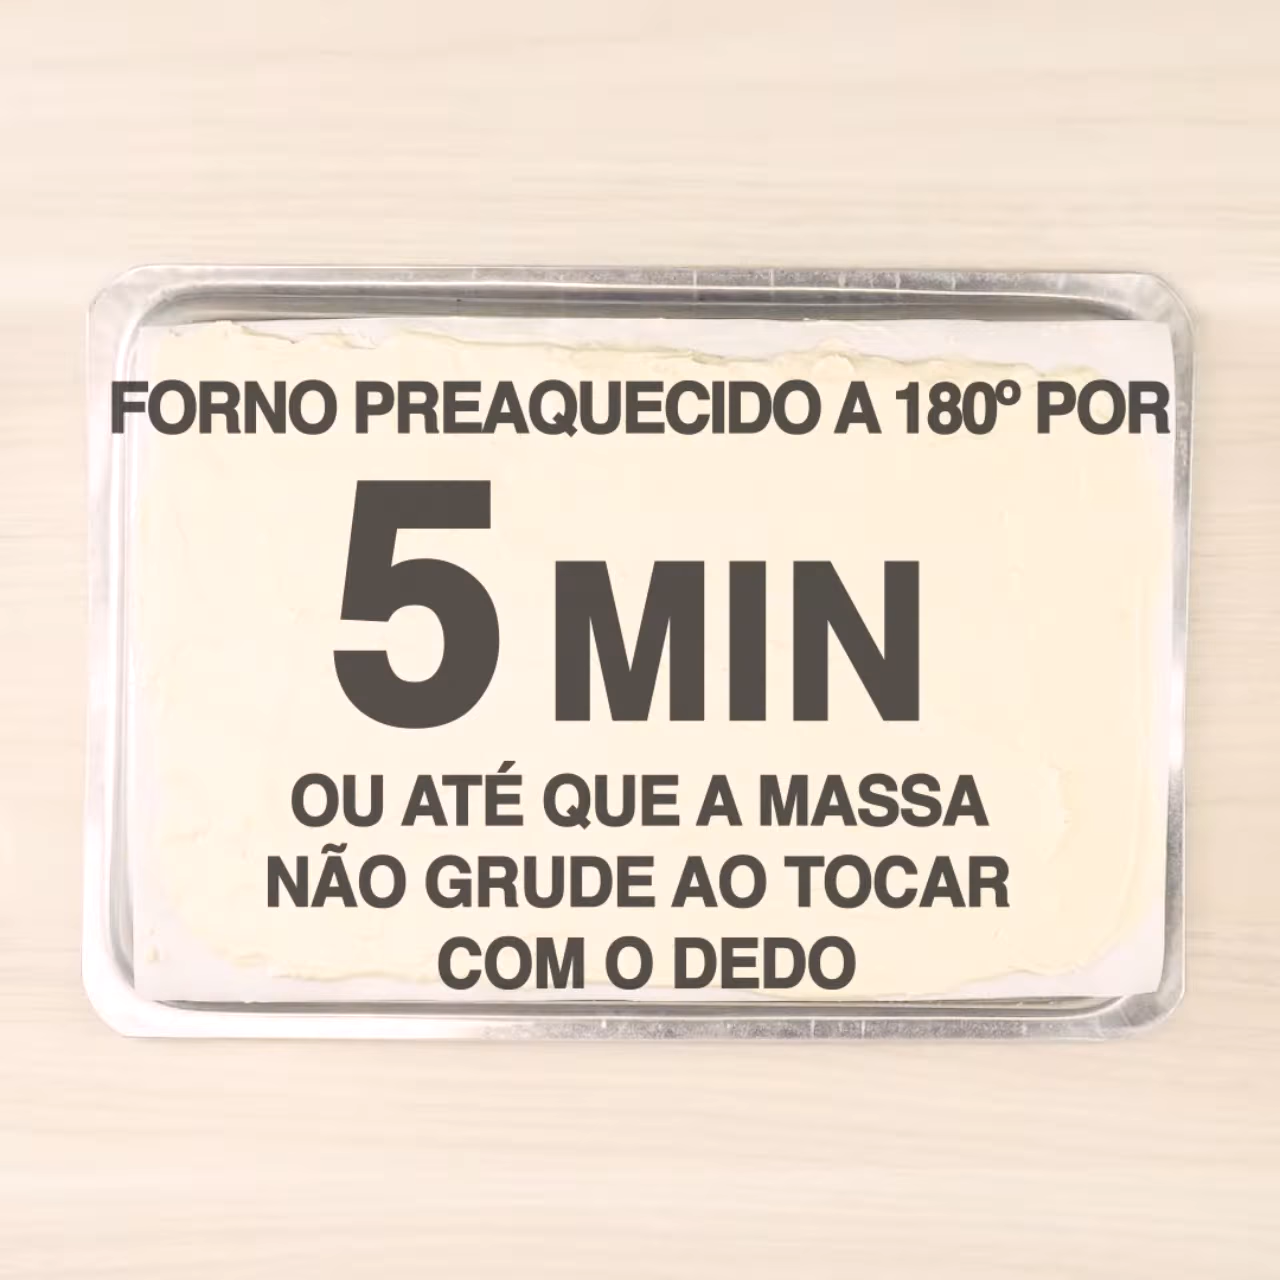 FORNO PREAQUECIDO A 180º POR
5 MIN
OU ATÉ QUE A MASSA
NÃO GRUDE AO TOCAR
COM O DEDO